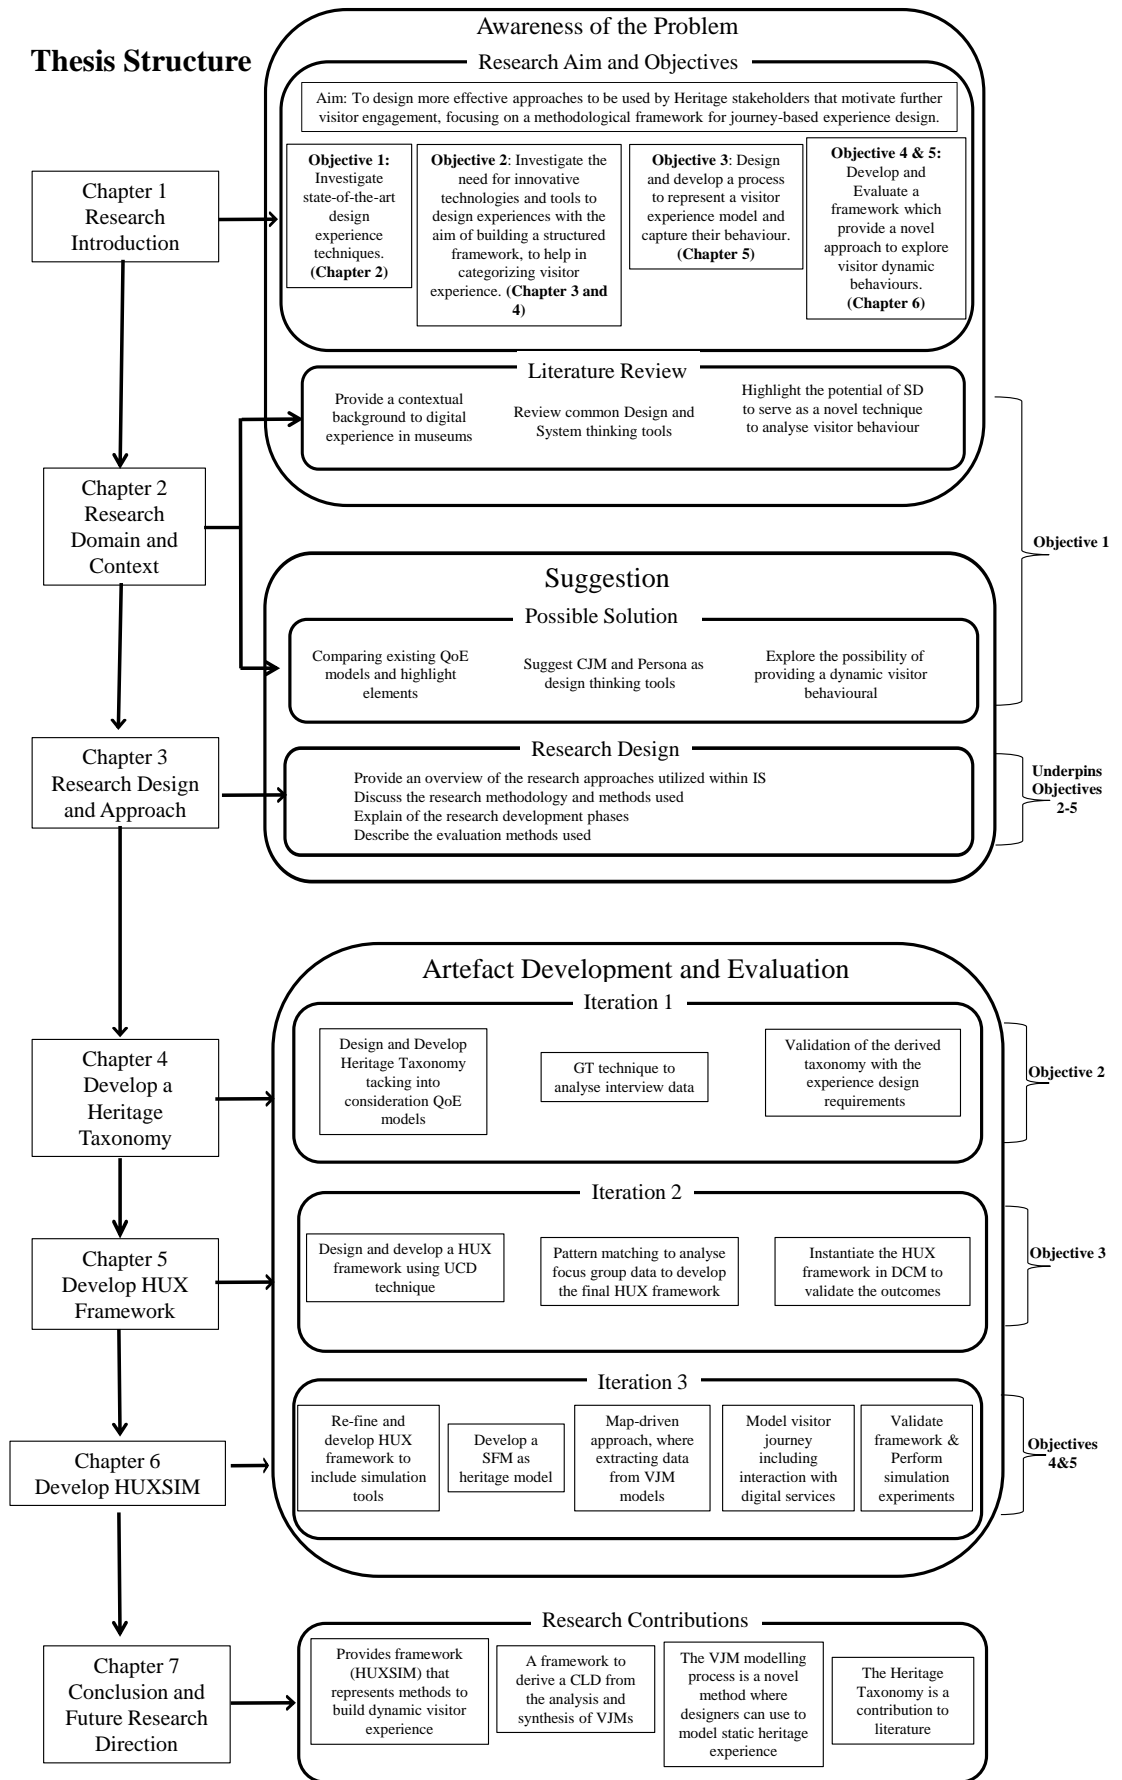 Thesis Structure
Awareness of the Problem
Research Aim and Objectives
Aim: To design more effective approaches to be used by Heritage stakeholders that motivate further
visitor engagement, focusing on a methodological framework for journey-based experience design.
Objective 1:
Investigate
state-of-the-art
design
experience
techniques.
(Chapter 2)
Objective 2: Investigate the
need for innovative
technologies and tools to
design experiences with the
aim of building a structured
framework, to help in
categorizing visitor
experience. (Chapter 3 and
4)
Objective 3: Design
and develop a process
to represent a visitor
experience model and
capture their behaviour.
(Chapter 5)
Objective 4 & 5:
Develop and
Evaluate a
framework which
provide a novel
approach to explore
visitor dynamic
behaviours.
(Chapter 6)
Chapter 1
Research
Introduction
Literature Review
Provide a contextual
background to digital
experience in museums
Review common Design and
System thinking tools
Highlight the potential of SD
to serve as a novel technique
to analyse visitor behaviour
Chapter 2
Research
Domain and
Context
Objective 1
Suggestion
Possible Solution
Comparing existing QoE
models and highlight
elements
Suggest CJM and Persona as
design thinking tools
Explore the possibility of
providing a dynamic visitor
behavioural
Chapter 3
Research Design
and Approach
Research Design
Provide an overview of the research approaches utilized within IS
Discuss the research methodology and methods used
Explain of the research development phases
Describe the evaluation methods used
Underpins
Objectives
2-5
Artefact Development and Evaluation
Iteration 1
Chapter 4
Develop a
Heritage
Taxonomy
Design and Develop
Heritage Taxonomy
tacking into
consideration QoE
models
GT technique to
analyse interview data
Validation of the derived
taxonomy with the
experience design
requirements
Objective 2
Iteration 2
Chapter 5
Develop HUX
Framework
Design and develop a HUX
framework using UCD
technique
Pattern matching to analyse
focus group data to develop
the final HUX framework
Instantiate the HUX
framework in DCM to
validate the outcomes
Objective 3
Iteration 3
Chapter 6
Develop HUXSIM
Re-fine and
develop HUX
framework to
include simulation
tools
Develop a
SFM as
heritage model
Map-driven
approach, where
extracting data
from VJM
models
Model visitor
journey
including
interaction with
digital services
Validate
framework &
Perform
simulation
experiments
Objectives
4&5
Research Contributions
Chapter 7
Conclusion and
Future Research
Direction
Provides framework
(HUXSIM) that
represents methods to
build dynamic visitor
experience
A framework to
derive a CLD from
the analysis and
synthesis of VJMs
The VJM modelling
process is a novel
method where
designers can use to
model static heritage
experience
The Heritage
Taxonomy is a
contribution to
literature